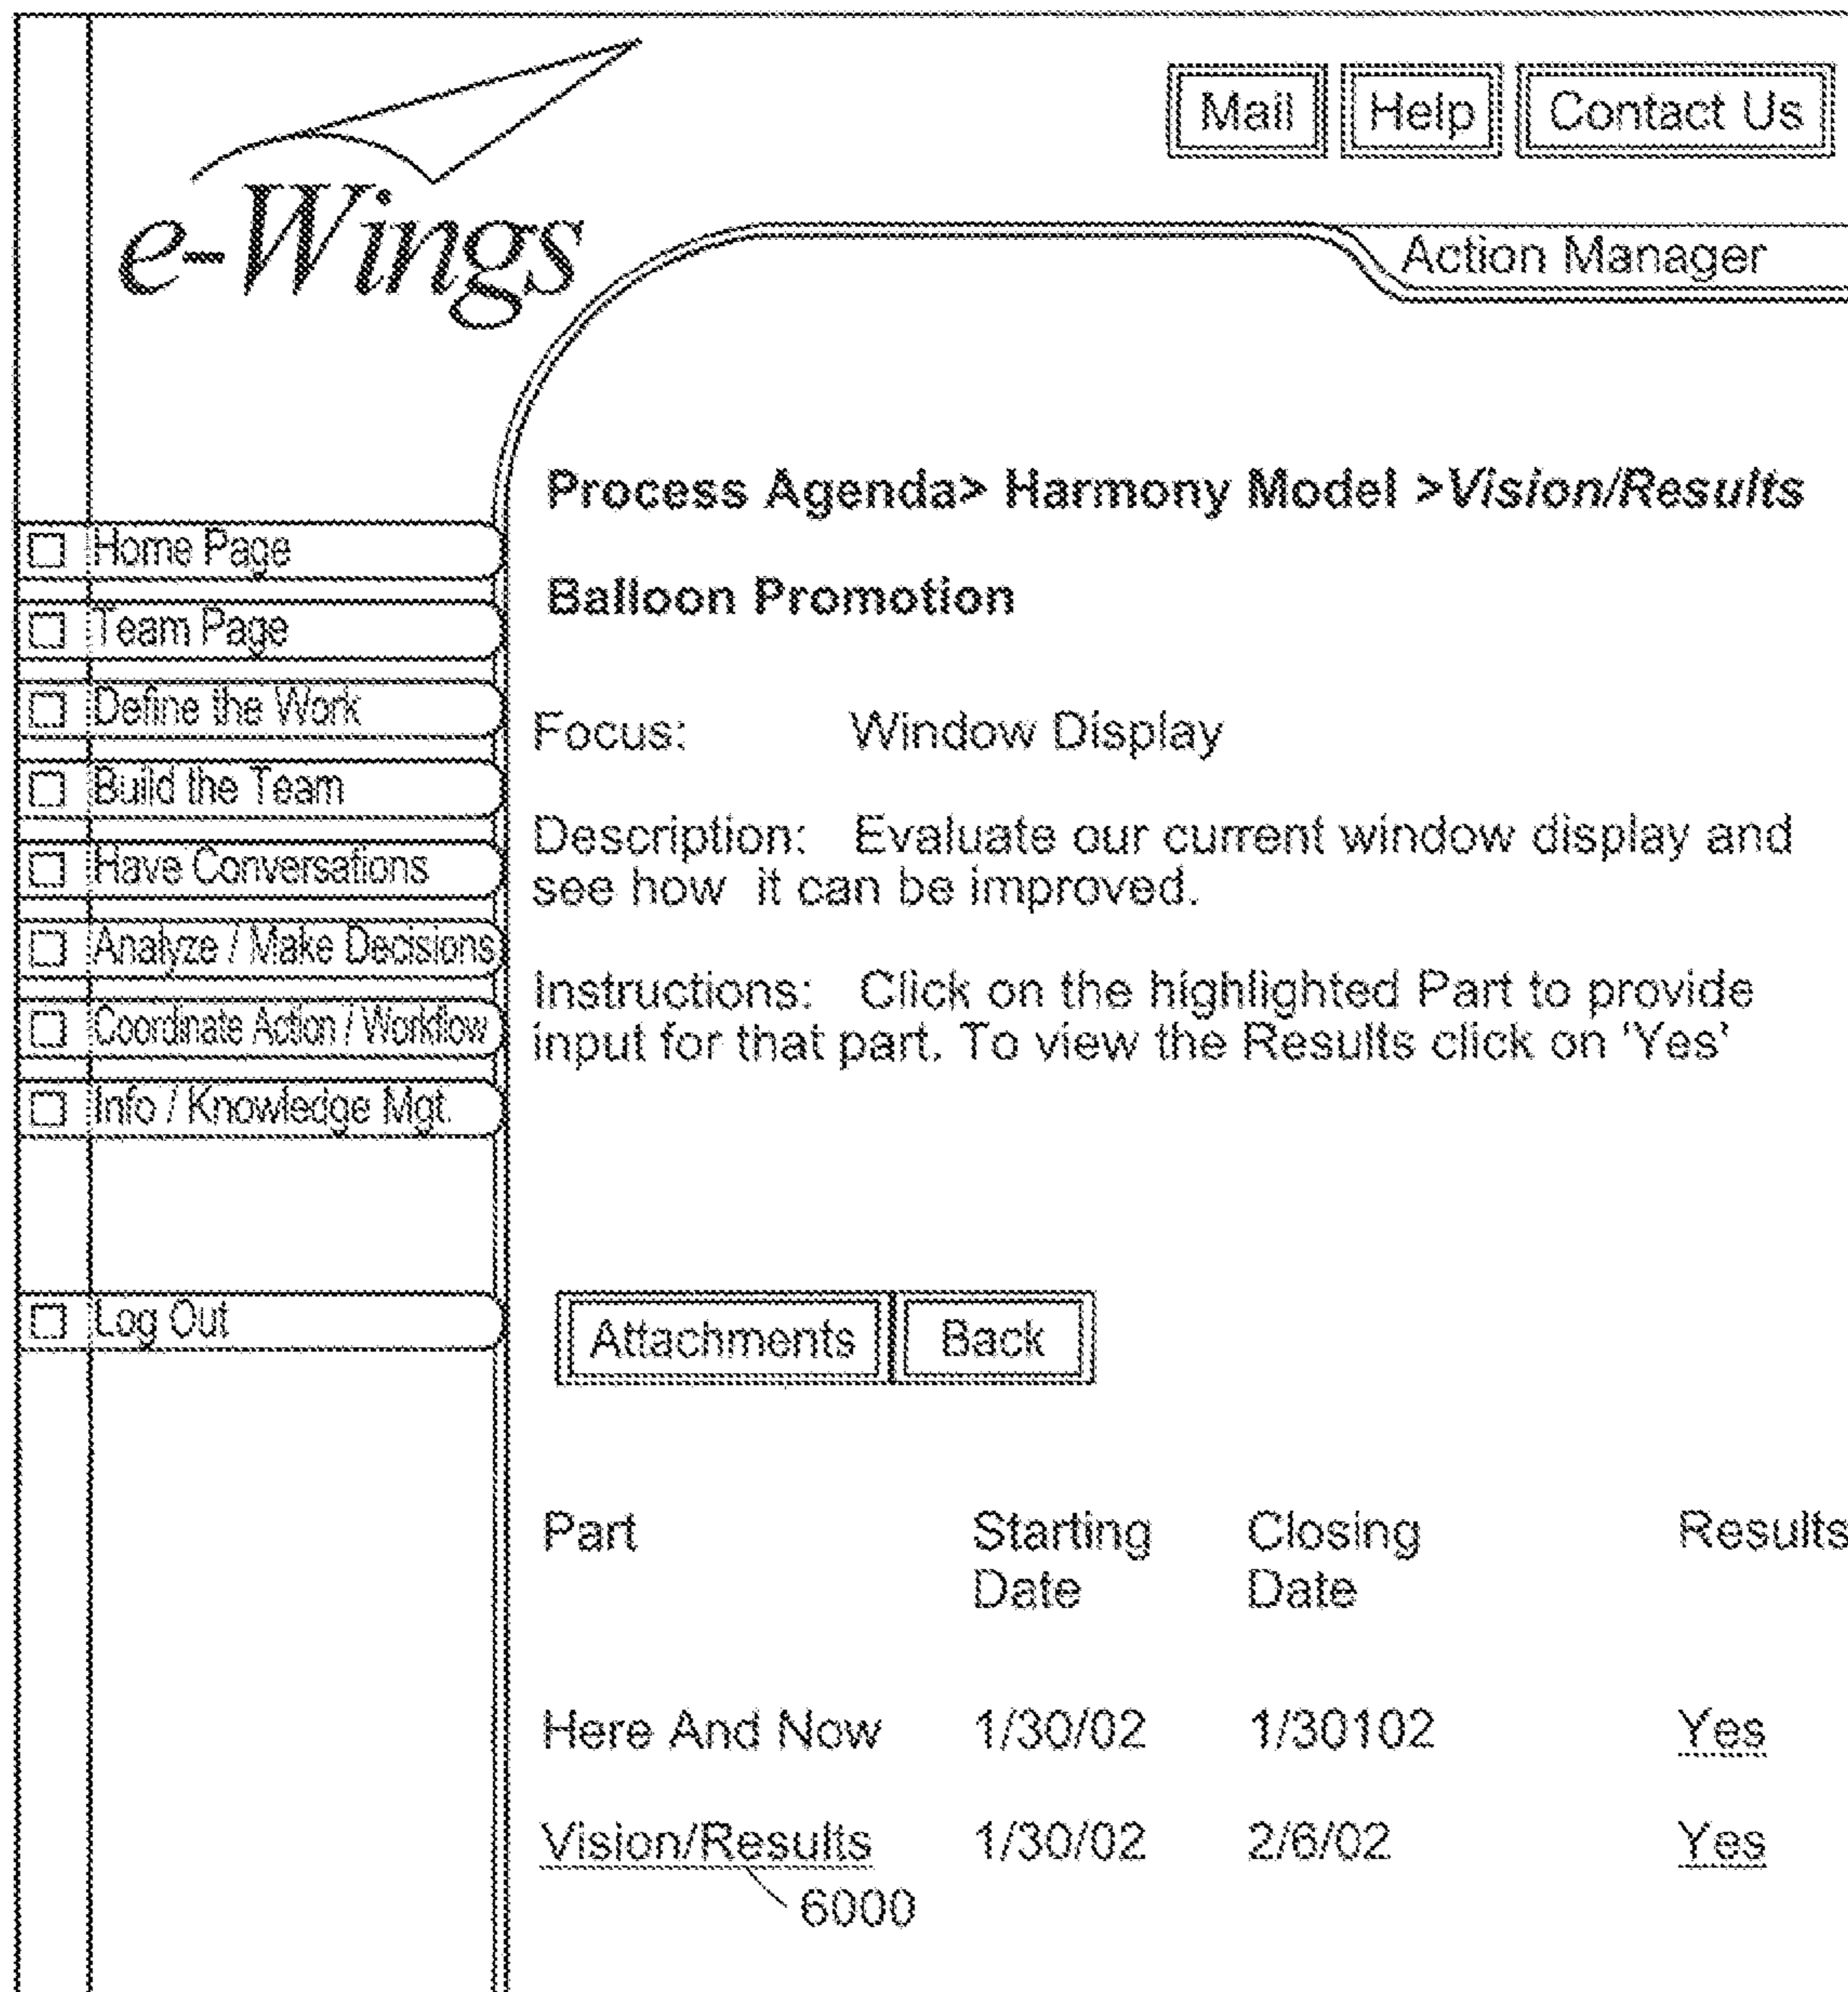 Mail Help Contact Us
e-Wings
Action Manager
Process Agenda> Harmony Model >Vision/Results
Home Page
Balloon Promotion
Team Page
Define the Work
Focus: Window Display
Build the Team
Description: Evaluate our current window display and
see how it can be improved.
Have Conversations
Analyze / Make Decisions
Instructions: Click on the highlighted Part to provide
input for that part. To view the Results click on 'Yes'
Coordinate Action / Workflow
Info / Knowledge Mgt.
Log Out
Attachments Back
Part Starting Closing Results
Date Date
Here And Now 1/30/02 1/30102 Yes
Vision/Results 1/30/02 2/6/02 Yes
6000